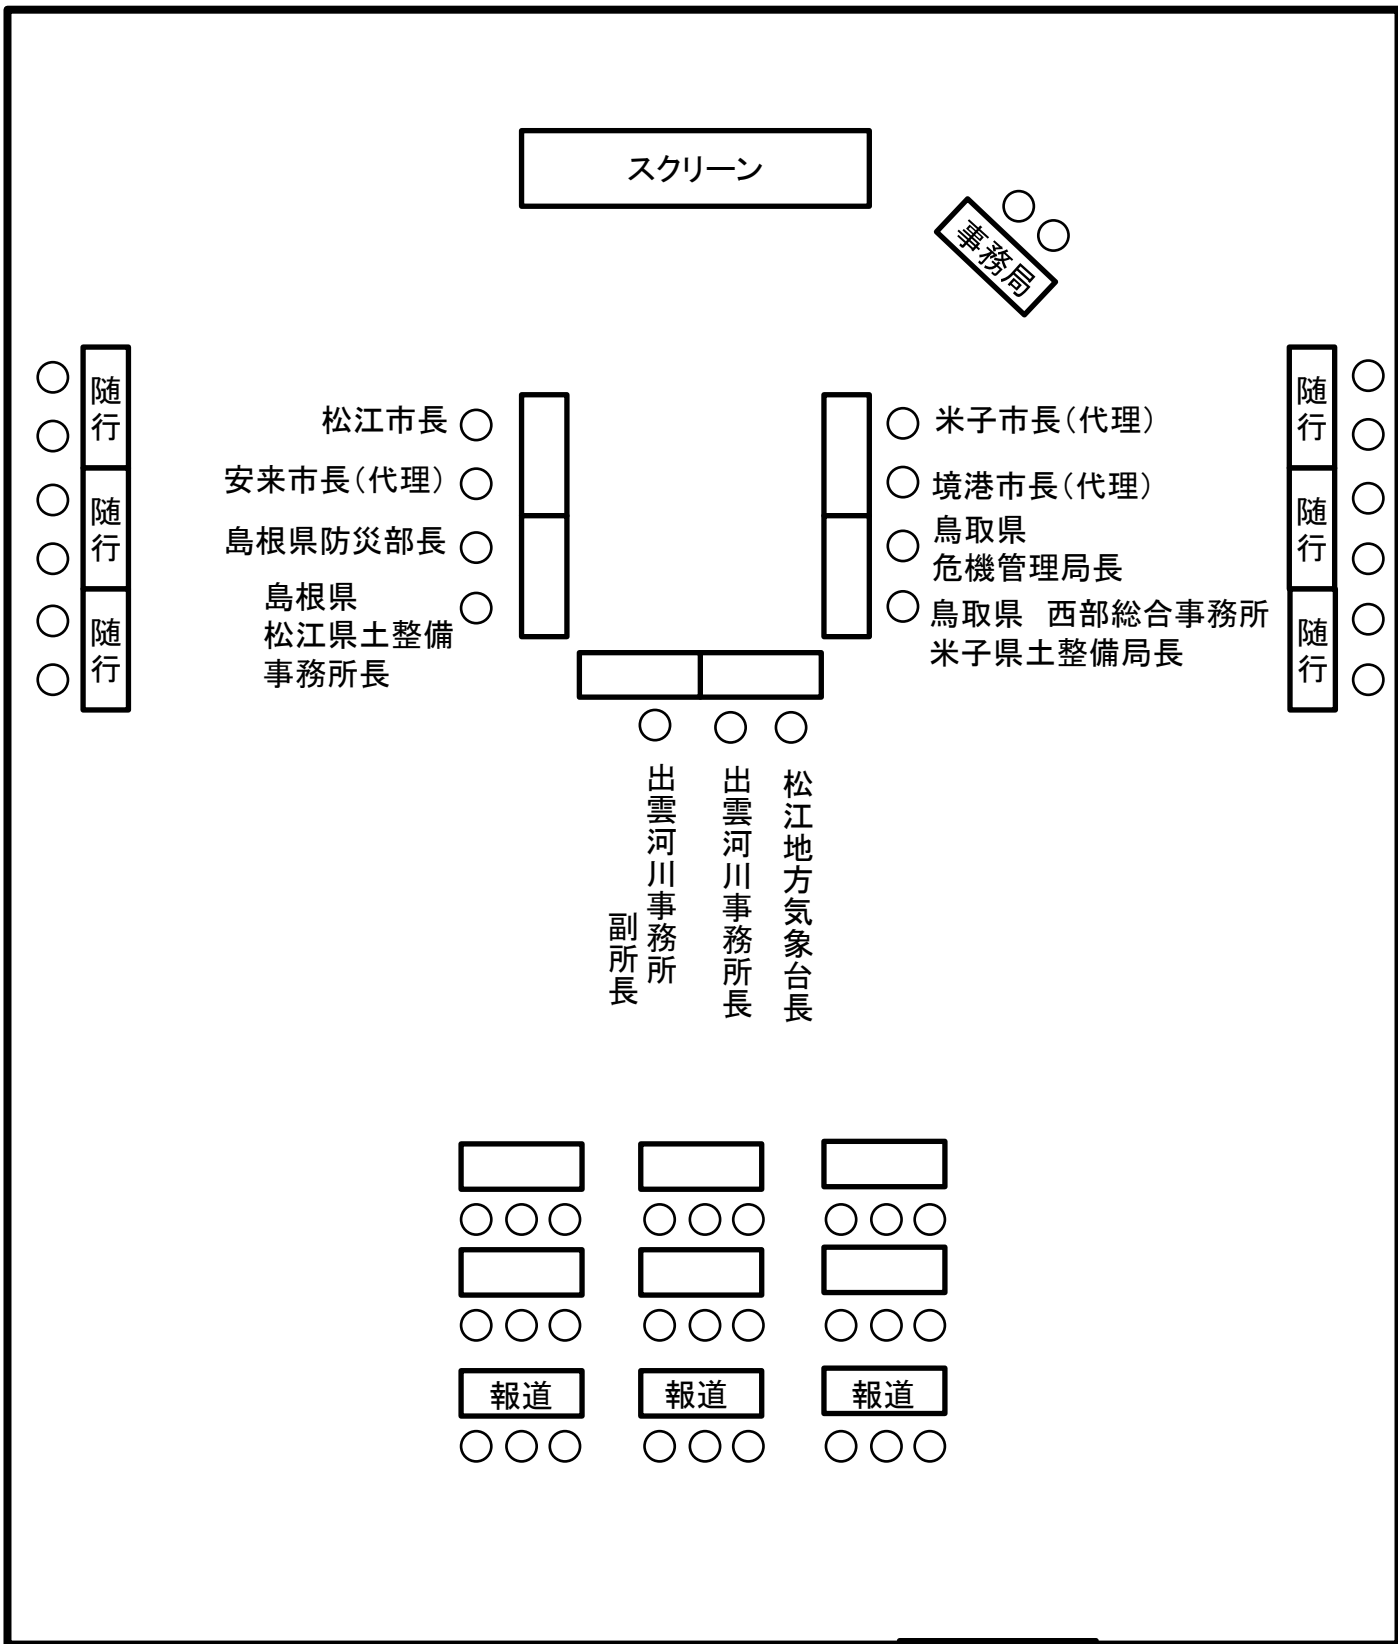 スクリーン
事務局
随行
随行
随行
松江市長
安来市長(代理)
島根県防災部長
島根県
松江県土整備
事務所長
米子市長(代理)
境港市長(代理)
鳥取県
危機管理局長
鳥取県　西部総合事務所
米子県土整備局長
随行
随行
随行
出雲河川事務所
副所長
出雲河川事務所長
松江地方気象台長
報道
報道
報道